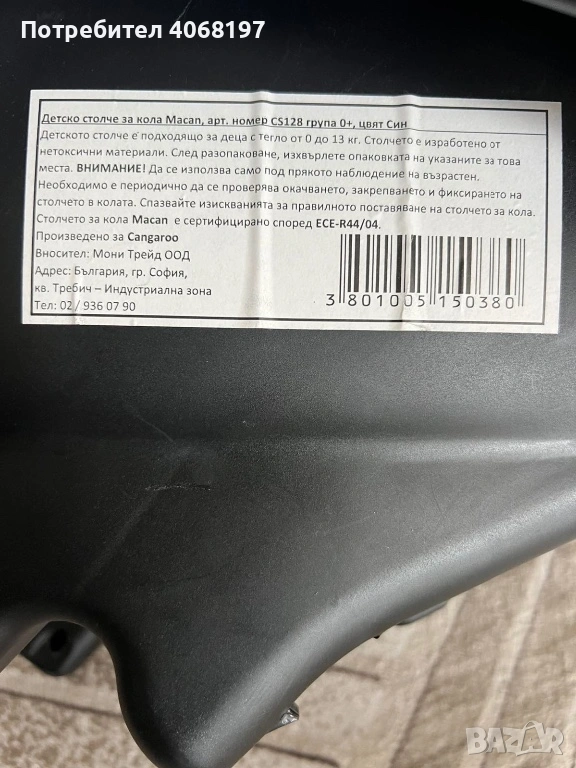 Потребител 4068197
Детско столче за кола Macan, арт. номер CS128 група 0+, цвят Син
Детското столче е подходящо за деца с тегло от 0 до 13 кг. Столчето е изработено от
нетоксични материали. След разопаковане, изхвърлете опаковката на указаните за това
места. ВНИМАНИЕ! Да се използва само под прякото наблюдение на възрастен.
Необходимо е периодично да се проверява окачването, закрепването и фиксирането на
столчето в колата. Спазвайте изискванията за правилното поставяне на столчето за кола.
Столчето за кола Macan е сертифицирано според ECE-R44/04.
Произведено за Cangaroo
Вносител: Мони Трейд ООД
Адрес: България, гр. София,
кв. Требич – Индустриална зона
Тел: 02 / 936 07 90
3 801005 150380
BAZAR